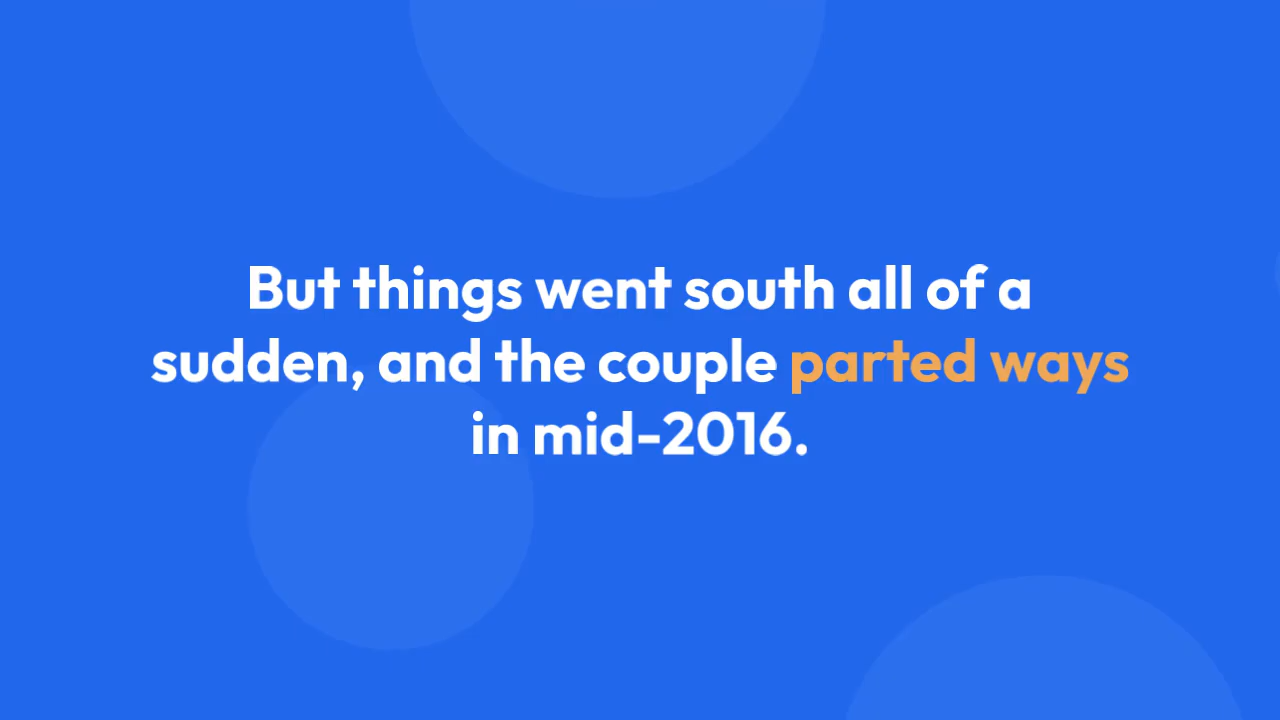 But things went south all of a
sudden, and the couple parted ways
in mid-2016.